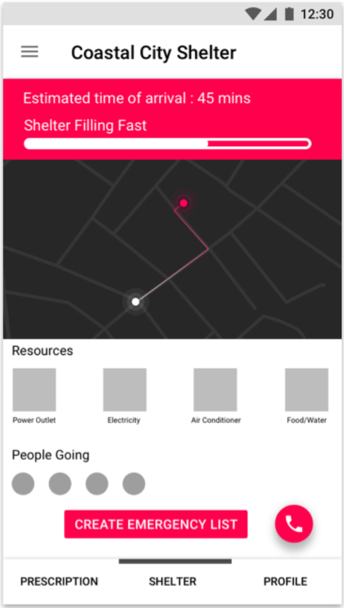 12:30
Coastal City Shelter
Estimated time of arrival : 45 mins
Shelter Filling Fast
Resources
Power Outlet Electricity Air Conditioner Food/Water
People Going
CREATE EMERGENCY LIST
PRESCRIPTION SHELTER PROFILE